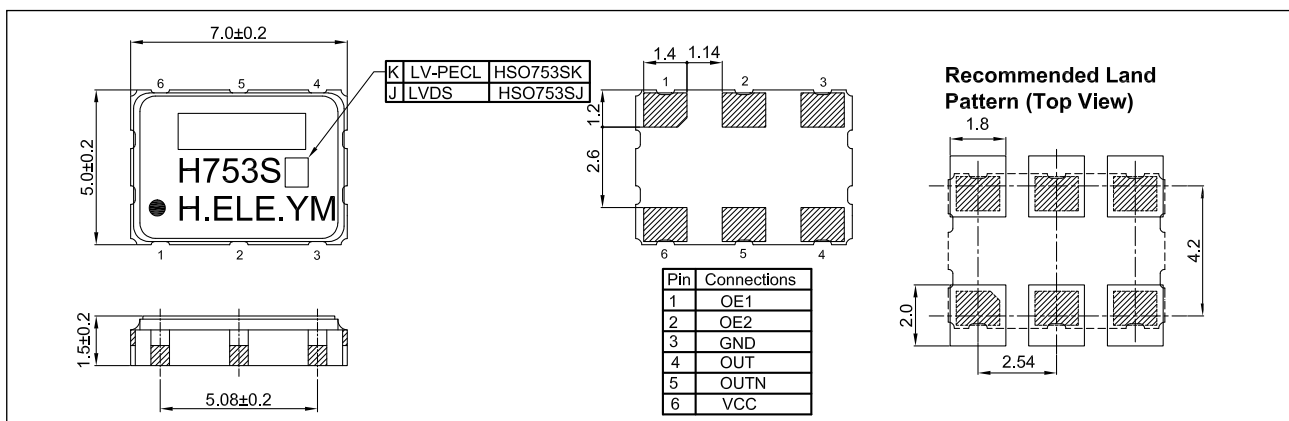 7.0±0.2
6 5 4
5.0±0.2
H753S
H.ELE.YM
1 2 3
K LV-PECL HSO753SK
J LVDS HSO753SJ
1.5±0.2
5.08±0.2
1.4 1.14
1 2 3
1.2
2.6
6 5 4
Pin Connections
1 OE1
2 OE2
3 GND
4 OUT
5 OUTN
6 VCC
Recommended Land
Pattern (Top View)
1.8
4.2
2.0
2.54